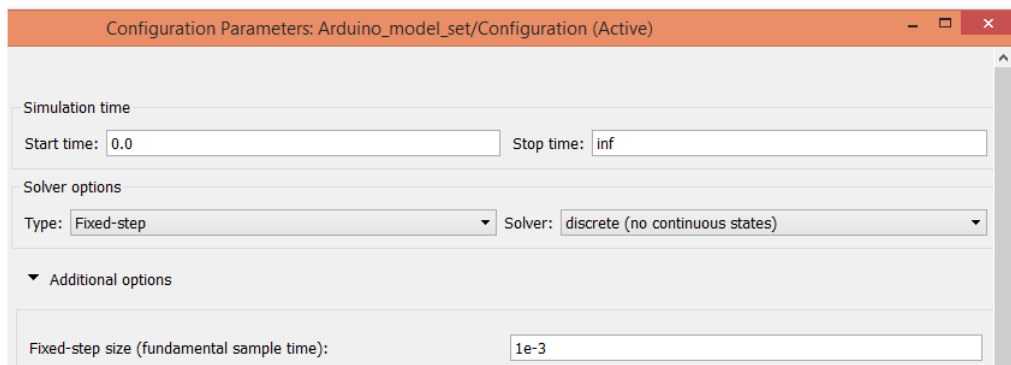 Configuration Parameters: Arduino_model_set/Configuration (Active)
Simulation time
Start time: 0.0 Stop time: inf
Solver options
Type: Fixed-step Solver: discrete (no continuous states)
Additional options
Fixed-step size (fundamental sample time): 1e-3